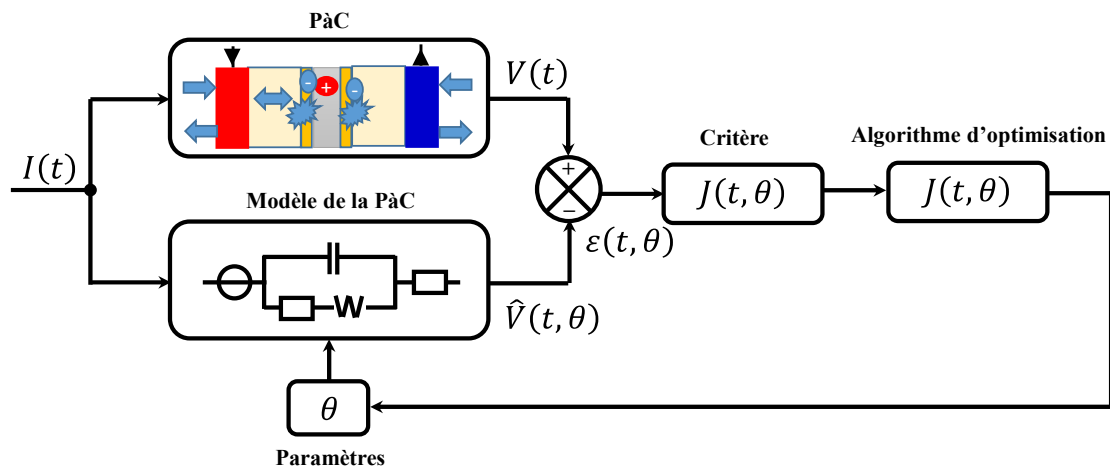 PàC
-
+
-
V(t)
I(t)
+
−
Critère
Algorithme d'optimisation
J(t, θ)
J(t, θ)
Modèle de la PàC
ε(t, θ)
W
V̂(t, θ)
θ
Paramètres